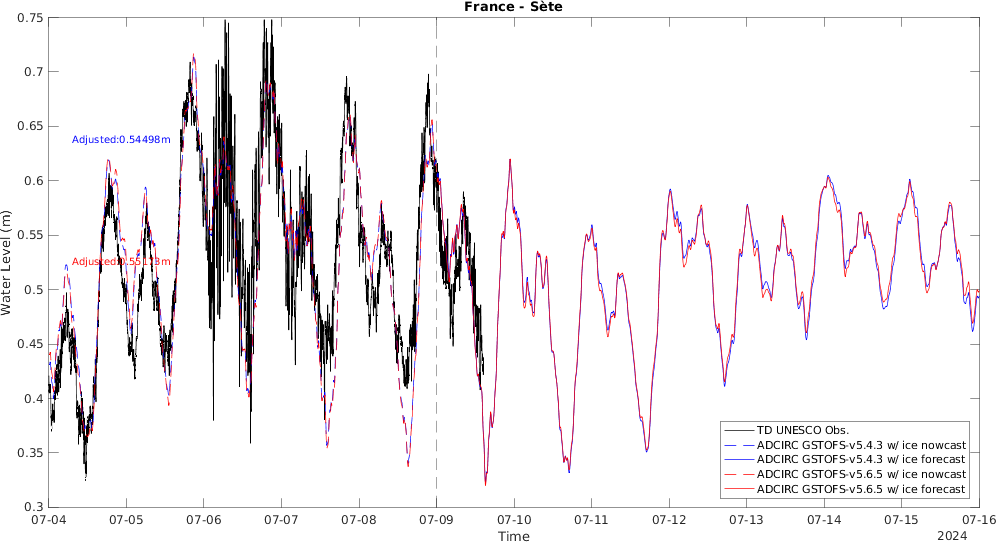 France - Sète
Water Level (m)
0.75
0.7
0.65
0.6
0.55
0.5
0.45
0.4
0.35
0.3
Adjusted:0.54498m
Adjusted:0.55113m
TD UNESCO Obs.
ADCIRC GSTOFS-v5.4.3 w/ ice nowcast
ADCIRC GSTOFS-v5.4.3 w/ ice forecast
ADCIRC GSTOFS-v5.6.5 w/ ice nowcast
ADCIRC GSTOFS-v5.6.5 w/ ice forecast
07-04 07-05 07-06 07-07 07-08 07-09 07-10 07-11 07-12 07-13 07-14 07-15 07-16
Time
2024